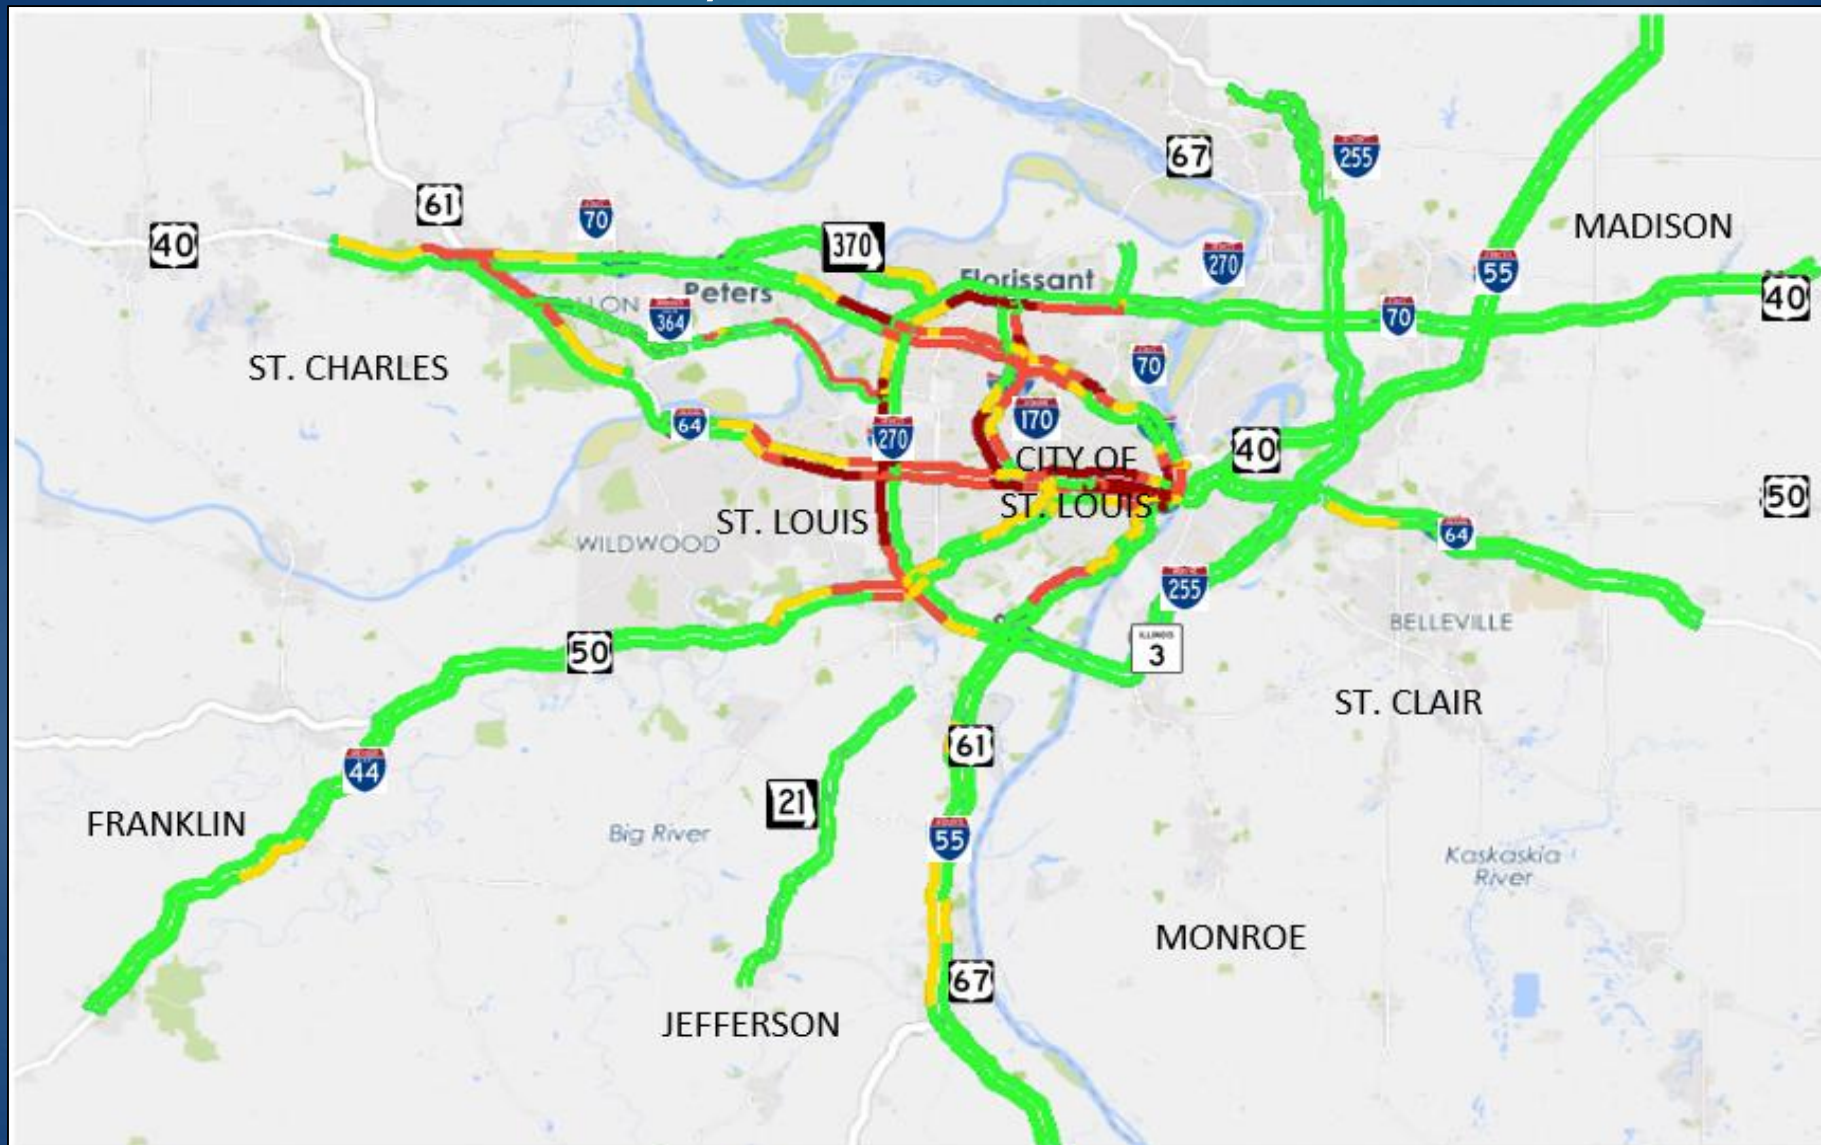 67
255
MADISON
61
70
40
370
270
Florissant
55
40
Peters
364
70
ST. CHARLES
70
64
270
170
CITY OF
ST. LOUIS
40
50
ST. LOUIS
WILDWOOD
64
255
BELLEVILLE
50
ILLINOIS
3
ST. CLAIR
61
44
21
FRANKLIN
Big River
55
Kaskaskia
River
MONROE
67
JEFFERSON